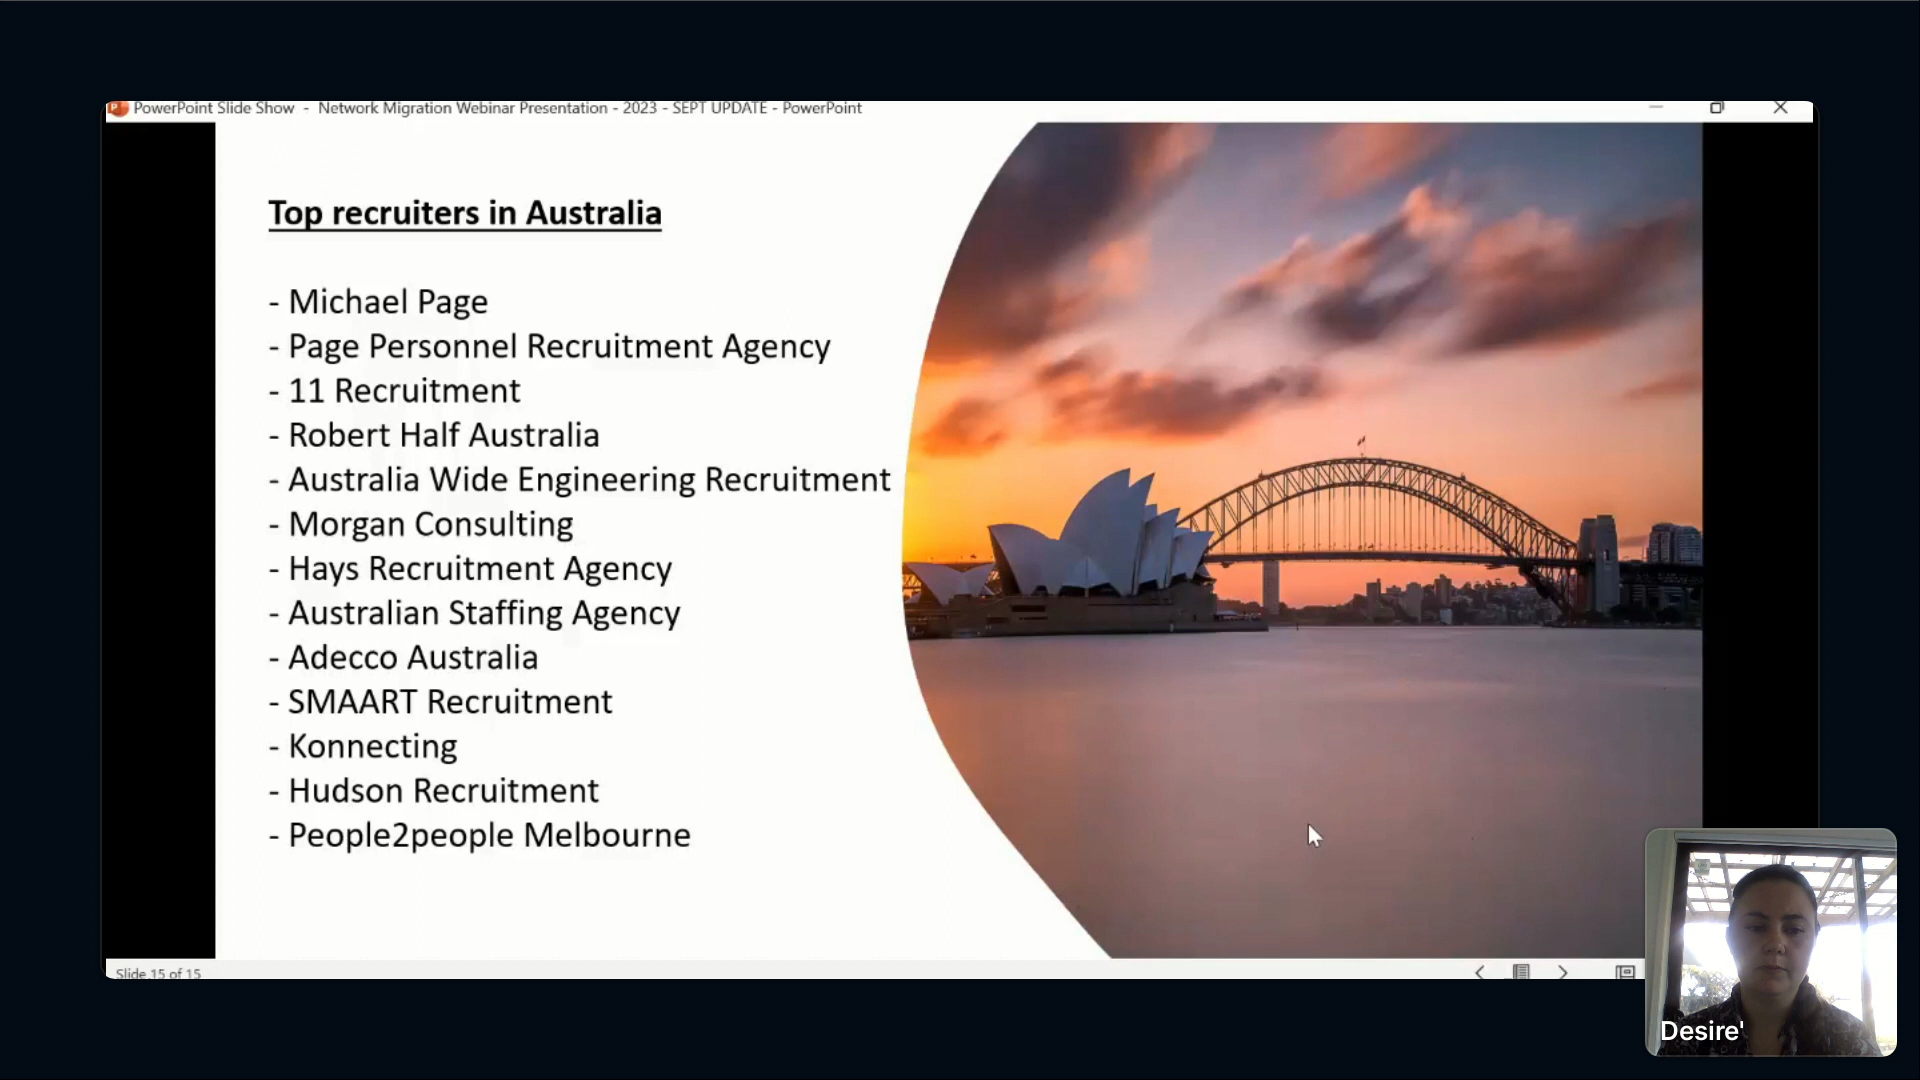 PowerPoint Slide Show - Network Migration Webinar Presentation - 2023 - SEPT UPDATE - PowerPoint
Top recruiters in Australia
- Michael Page
- Page Personnel Recruitment Agency
- 11 Recruitment
- Robert Half Australia
- Australia Wide Engineering Recruitment
- Morgan Consulting
- Hays Recruitment Agency
- Australian Staffing Agency
- Adecco Australia
- SMAART Recruitment
- Konnecting
- Hudson Recruitment
- People2people Melbourne
Slide 15 of 15
Desire'